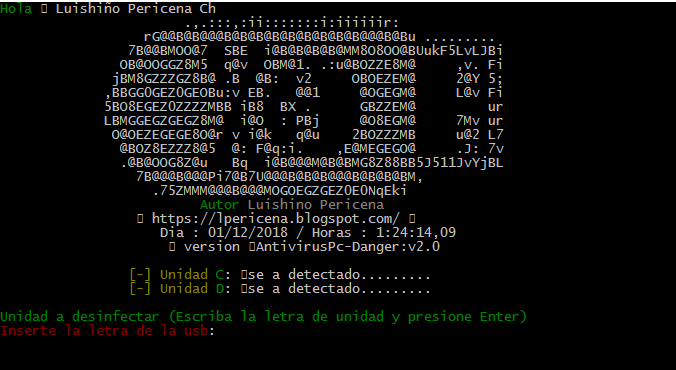 Hola ▯ Luishiño Pericena Ch
.,.:::,:ii:::::::i:iiiiiir:
rG@@B@B@@@B@B@B@B@B@B@B@B@@@B@@Bu .........
7B@@BMOO@7 SBE i@B@B@B@B@MM8O8OO@BUukF5LvLJBi
OB@OOGGZ8M5 q@v OBM@1. .:u@BOZZE8M@ ,v. Fi
jBM8GZZZGZ8B@ .B @B: v2 OBOEZEM@ 2@Y 5;
,BBGG0GEZ0GEOBu:v EB. @@1 @OGEGM@ L@v Fi
5BO8EGEZ0ZZZZMBB iB8 BX . GBZZEM@ ur
LBMGGEGZGEGZ8M@ i@O : PBj @O8EGM@ 7Mv ur
O@OEZEGEGE8O@r v i@k q@u 2BOZZZMB u@2 L7
@BOZ8EZZZ8@5 @: F@q:i. ,E@MEGEGO@ .J: 7v
.@B@OOG8Z@u Bq i@B@@@M@B@BMG8Z88BB5J511JvYjBL
7B@@@B@@@Pi7@B7U@@@B@B@B@@@B@B@B@BM,
.75ZMMM@@@B@@@MOGOEGZGEZ0E0NqEki
Autor Luishino Pericena
▯ https://lpericena.blogspot.com/ ▯
Dia : 01/12/2018 / Horas : 1:24:14,09
▯ version ▯AntivirusPc-Danger:v2.0
[-] Unidad C: ▯se a detectado.........
[-] Unidad D: ▯se a detectado.........
Unidad a desinfectar (Escriba la letra de unidad y presione Enter)
Inserte la letra de la usb: